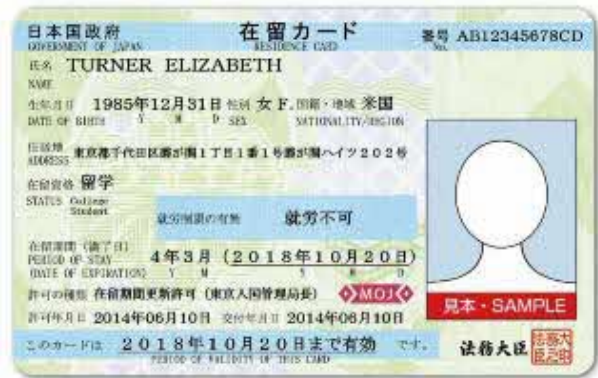 日本国政府 在留カード 番号 AB12345678CD
GOVERNMENT OF JAPAN RESIDENCE CARD No.
氏名 TURNER ELIZABETH
NAME
生年月日 1985年12月31日 性別 女 F. 国籍・地域 米国
DATE OF BIRTH Y M D SEX NATIONALITY/REGION
住居地 東京都千代田区霞が関1丁目1番1号霞が関ハイツ202号
ADDRESS
在留資格 留学
STATUS College
Student
就労制限の有無 就労不可
在留期間(満了日)
PERIOD OF STAY 4年3月(2018年10月20日)
(DATE OF EXPIRATION) Y M Y M D
許可の種類 在留期間更新許可(東京入国管理局長) MOJ
見本・SAMPLE
許可年月日 2014年06月10日 交付年月日 2014年06月10日
このカードは 2018年10月20日まで有効 です。 法務大臣
PERIOD OF VALIDITY OF THIS CARD